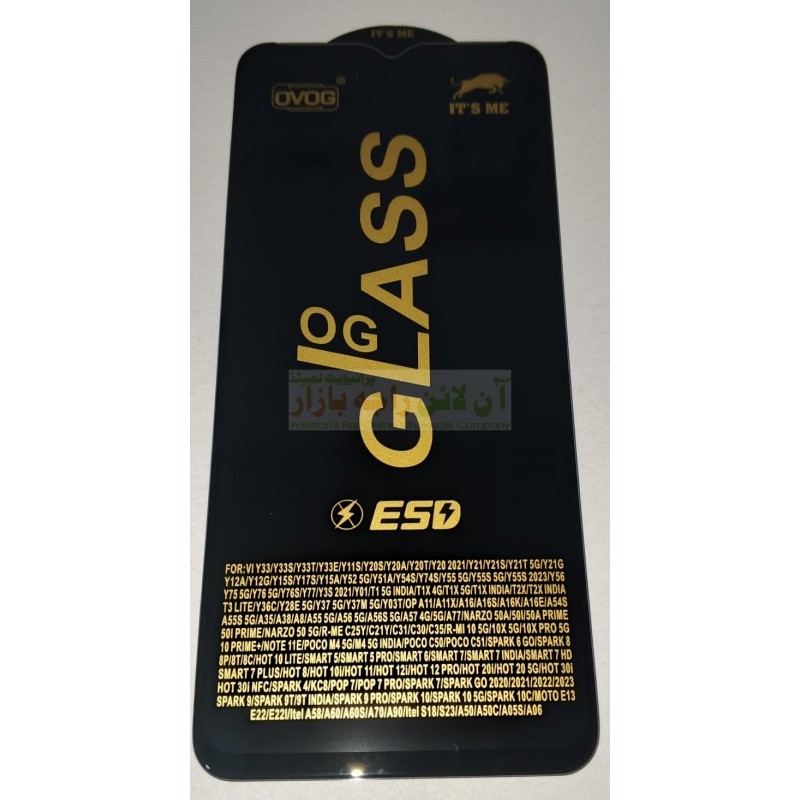 IT'S ME
OVOG®
IT'S ME
OG
GLASS
پرائیویٹ لمیٹڈ
آن لائن راجہ بازار
Pakistan's First Online Wholesale Company
ESD
FOR:VI Y33/Y33S/Y33T/Y33E/Y11S/Y20S/Y20A/Y20T/Y20 2021/Y21/Y21S/Y21T 5G/Y21G
Y12A/Y12G/Y15S/Y17S/Y15A/Y52 5G/Y51A/Y54S/Y74S/Y55 5G/Y55S 5G/Y55S 2023/Y56
Y75 5G/Y76 5G/Y76S/Y77/Y3S 2021/Y01/T1 5G INDIA/T1X 4G/T1X 5G/T1X INDIA/T2X/T2X INDIA
T3 LITE/Y36C/Y28E 5G/Y37 5G/Y37M 5G/Y03T/OP A11/A11X/A16/A16S/A16K/A16E/A54S
A55S 5G/A35/A38/A8/A55 5G/A56 5G/A56S 5G/A57 4G/5G/A77/NARZO 50A/50I/50A PRIME
50I PRIME/NARZO 50 5G/R-ME C25Y/C21Y/C31/C30/C35/R-MI 10 5G/10X 5G/10X PRO 5G
10 PRIME+/NOTE 11E/POCO M4 5G/M4 5G INDIA/POCO C50/POCO C51/SPARK 6 GO/SPARK 8
8P/8T/8C/HOT 10 LITE/SMART 5/SMART 5 PRO/SMART 6/SMART 7/SMART 7 INDIA/SMART 7 HD
SMART 7 PLUS/HOT 8/HOT 10i/HOT 11/HOT 12i/HOT 12 PRO/HOT 20i/HOT 20 5G/HOT 30i
HOT 30i NFC/SPARK 4/KC8/POP 7/POP 7 PRO/SPARK 7/SPARK GO 2020/2021/2022/2023
SPARK 9/SPARK 9T/9T INDIA/SPARK 9 PRO/SPARK 10/SPARK 10 5G/SPARK 10C/MOTO E13
E22/E22I/Itel A58/A60/A60S/A70/A90/Itel S18/S23/A50/A50C/A05S/A06